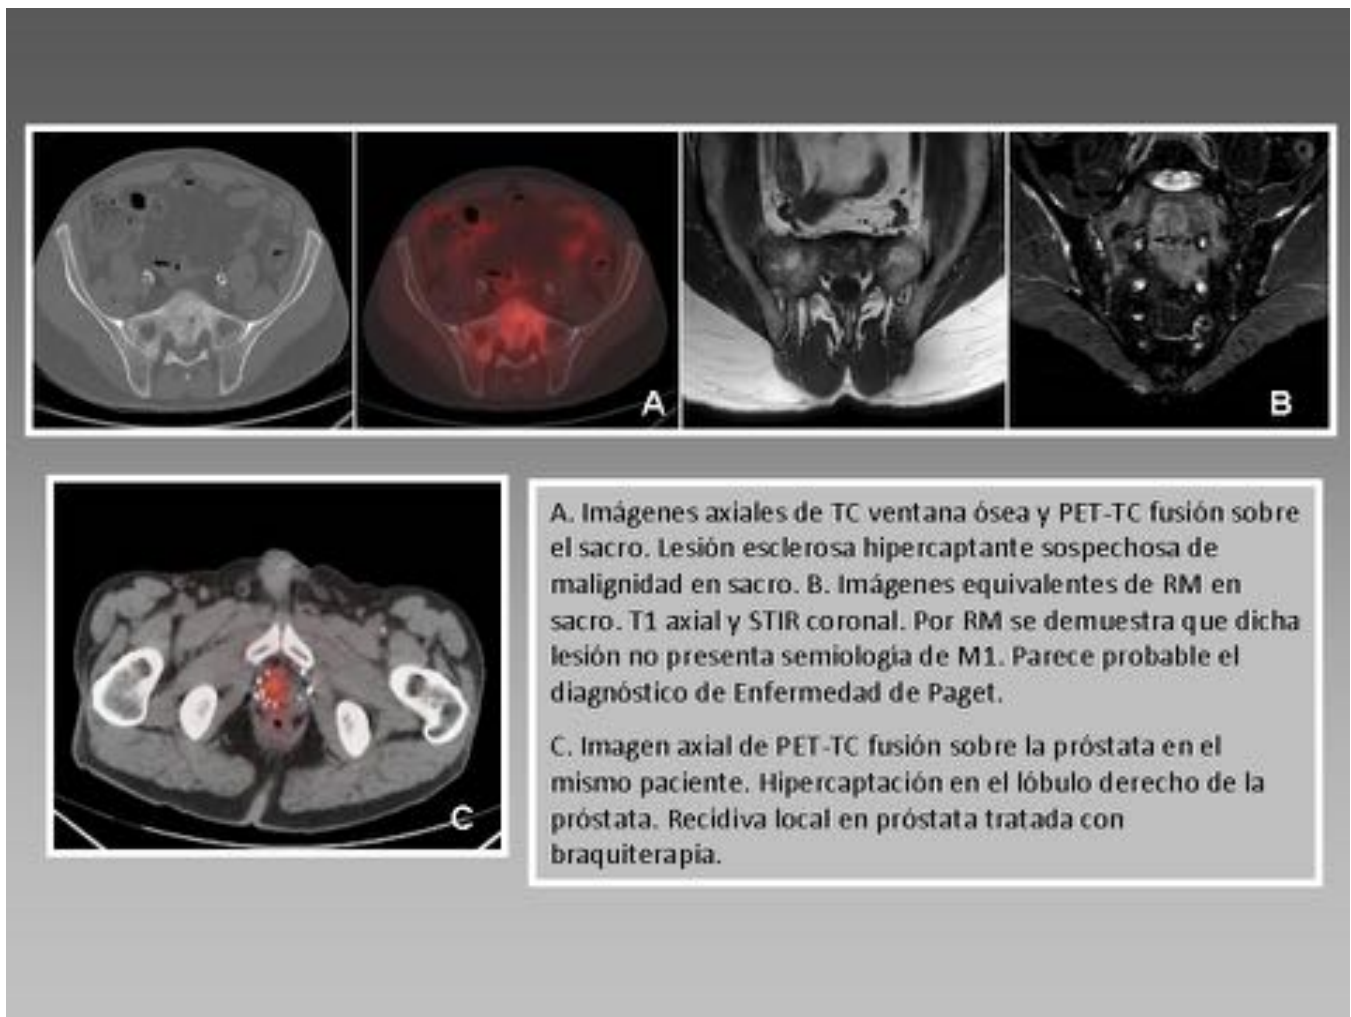 A
B
C
A. Imágenes axiales de TC ventana ósea y PET-TC fusión sobre
el sacro. Lesión esclerosa hipercaptante sospechosa de
malignidad en sacro. B. Imágenes equivalentes de RM en
sacro. T1 axial y STIR coronal. Por RM se demuestra que dicha
lesión no presenta semiología de M1. Parece probable el
diagnóstico de Enfermedad de Paget.
C. Imagen axial de PET-TC fusión sobre la próstata en el
mismo paciente. Hipercaptación en el lóbulo derecho de la
próstata. Recidiva local en próstata tratada con
braquiterapia.